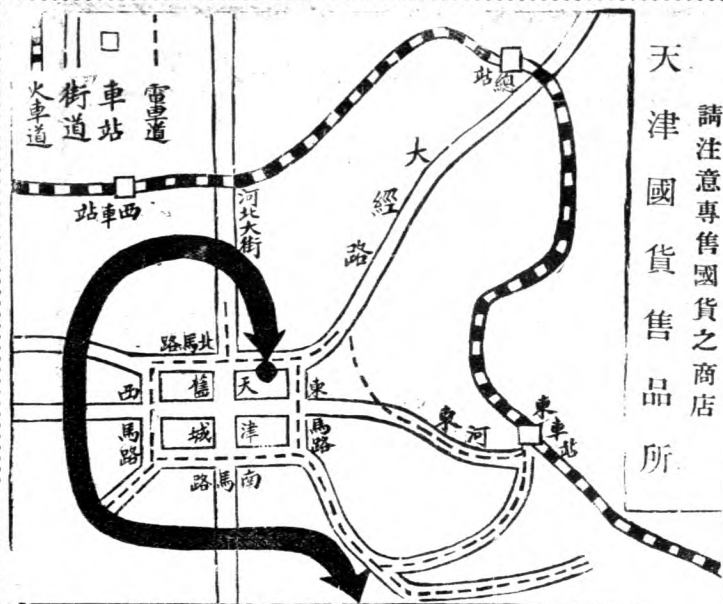 請注意專售國貨之商店
天津國貨售品所
電車道
車站
街道
火車道
總站
大經路
西車站
河北大街
北馬路
西馬路
舊城
天津
東馬路
南馬路
河東
東車站